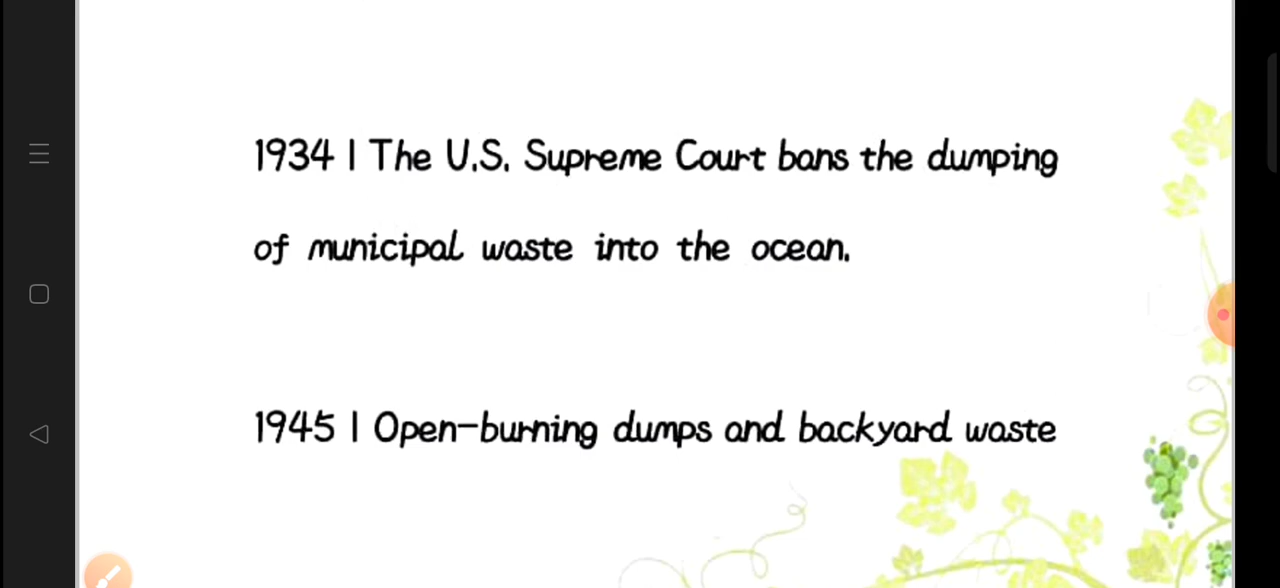 1934 | The U.S. Supreme Court bans the dumping
of municipal waste into the ocean.
1945 | Open-burning dumps and backyard waste